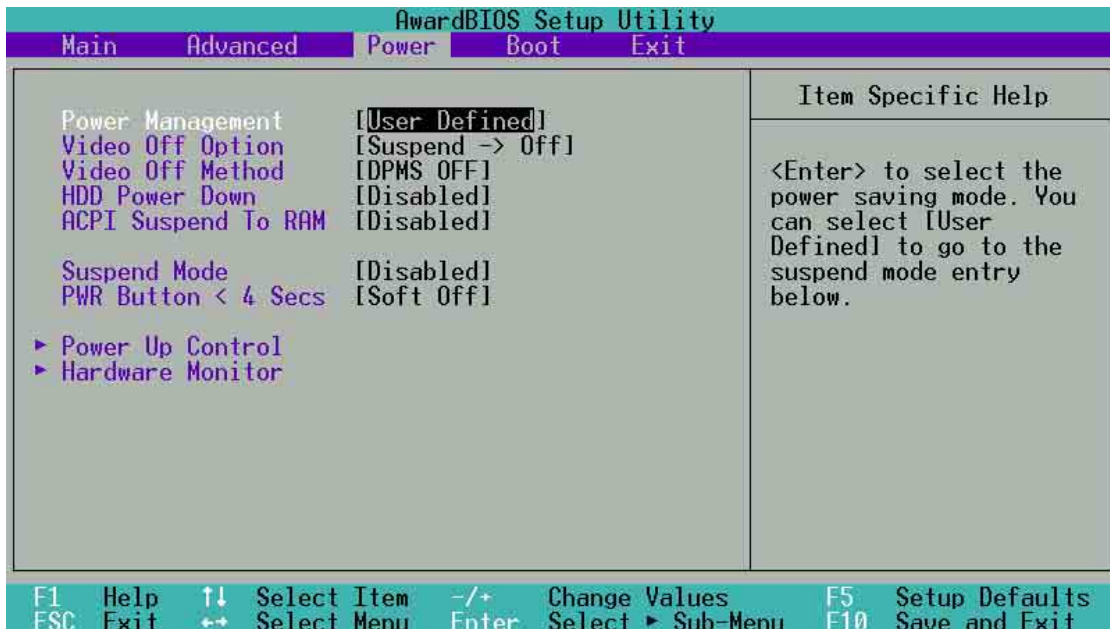 AwardBIOS Setup Utility
Main Advanced Power Boot Exit
Power Management [User Defined]
Video Off Option [Suspend -> Off]
Video Off Method [DPMS OFF]
HDD Power Down [Disabled]
ACPI Suspend To RAM [Disabled]
Suspend Mode [Disabled]
PWR Button < 4 Secs [Soft Off]
► Power Up Control
► Hardware Monitor
Item Specific Help
<Enter> to select the
power saving mode. You
can select [User
Defined] to go to the
suspend mode entry
below.
F1 Help ↑↓ Select Item -/+ Change Values F5 Setup Defaults
ESC Exit ←→ Select Menu Enter Select ► Sub-Menu F10 Save and Exit